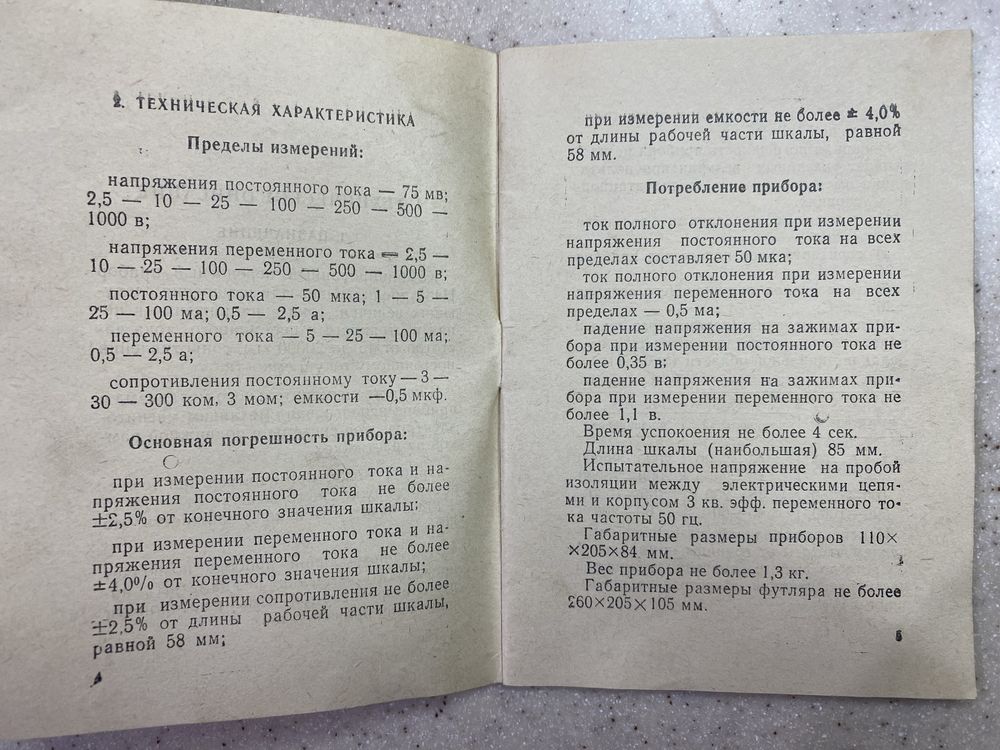 2. ТЕХНИЧЕСКАЯ ХАРАКТЕРИСТИКА
Пределы измерений:
напряжения постоянного тока — 75 мв;
2,5 — 10 — 25 — 100 — 250 — 500 —
1000 в;
напряжения переменного тока — 2,5 —
10 — 25 — 100 — 250 — 500 — 1000 в;
постоянного тока — 50 мка; 1 — 5 —
25 — 100 ма; 0,5 — 2,5 а;
переменного тока — 5 — 25 — 100 ма;
0,5 — 2,5 а;
сопротивления постоянному току — 3 —
30 — 300 ком, 3 мом; емкости — 0,5 мкф.
Основная погрешность прибора:
при измерении постоянного тока и на-
пряжения постоянного тока не более
±2,5% от конечного значения шкалы;
при измерении переменного тока и на-
пряжения переменного тока не более
±4,0% от конечного значения шкалы;
при измерении сопротивления не более
±2,5% от длины рабочей части шкалы,
равной 58 мм;
4
при измерении емкости не более ± 4,0%
от длины рабочей части шкалы, равной
58 мм.
Потребление прибора:
ток полного отклонения при измерении
напряжения постоянного тока на всех
пределах составляет 50 мка;
ток полного отклонения при измерении
напряжения переменного тока на всех
пределах — 0,5 ма;
падение напряжения на зажимах при-
бора при измерении постоянного тока не
более 0,35 в;
падение напряжения на зажимах при-
бора при измерении переменного тока не
более 1,1 в.
Время успокоения не более 4 сек.
Длина шкалы (наибольшая) 85 мм.
Испытательное напряжение на пробой
изоляции между электрическими цепя-
ми и корпусом 3 кв. эфф. переменного то-
ка частоты 50 гц.
Габаритные размеры приборов 110×
×205×84 мм.
Вес прибора не более 1,3 кг.
Габаритные размеры футляра не более
260×205×105 мм.
5